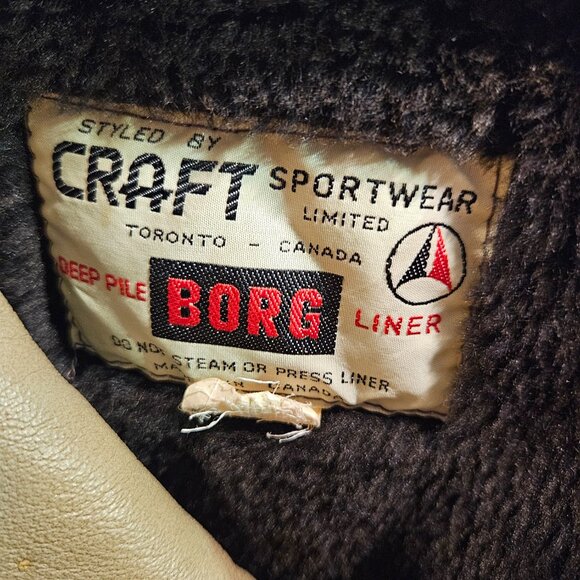 STYLED BY
CRAFT SPORTWEAR
LIMITED
TORONTO - CANADA
DEEP PILE BORG LINER
DO NOT STEAM OR PRESS LINER
CANADA